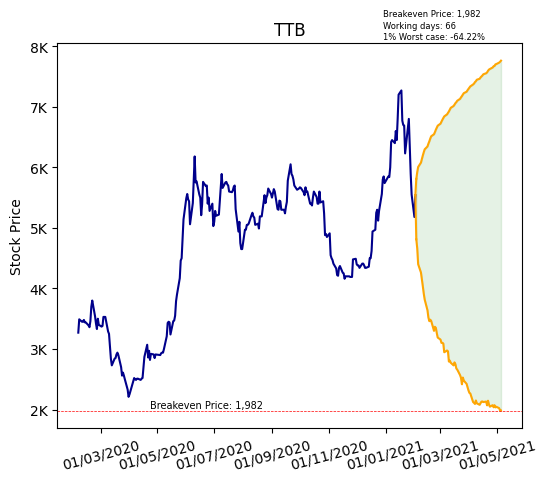 Breakeven Price: 1,982
Working days: 66
1% Worst case: -64.22%
TTB
8K
7K
6K
5K
4K
3K
2K
Stock Price
Breakeven Price: 1,982
01/03/2020
01/05/2020
01/07/2020
01/09/2020
01/11/2020
01/01/2021
01/03/2021
01/05/2021